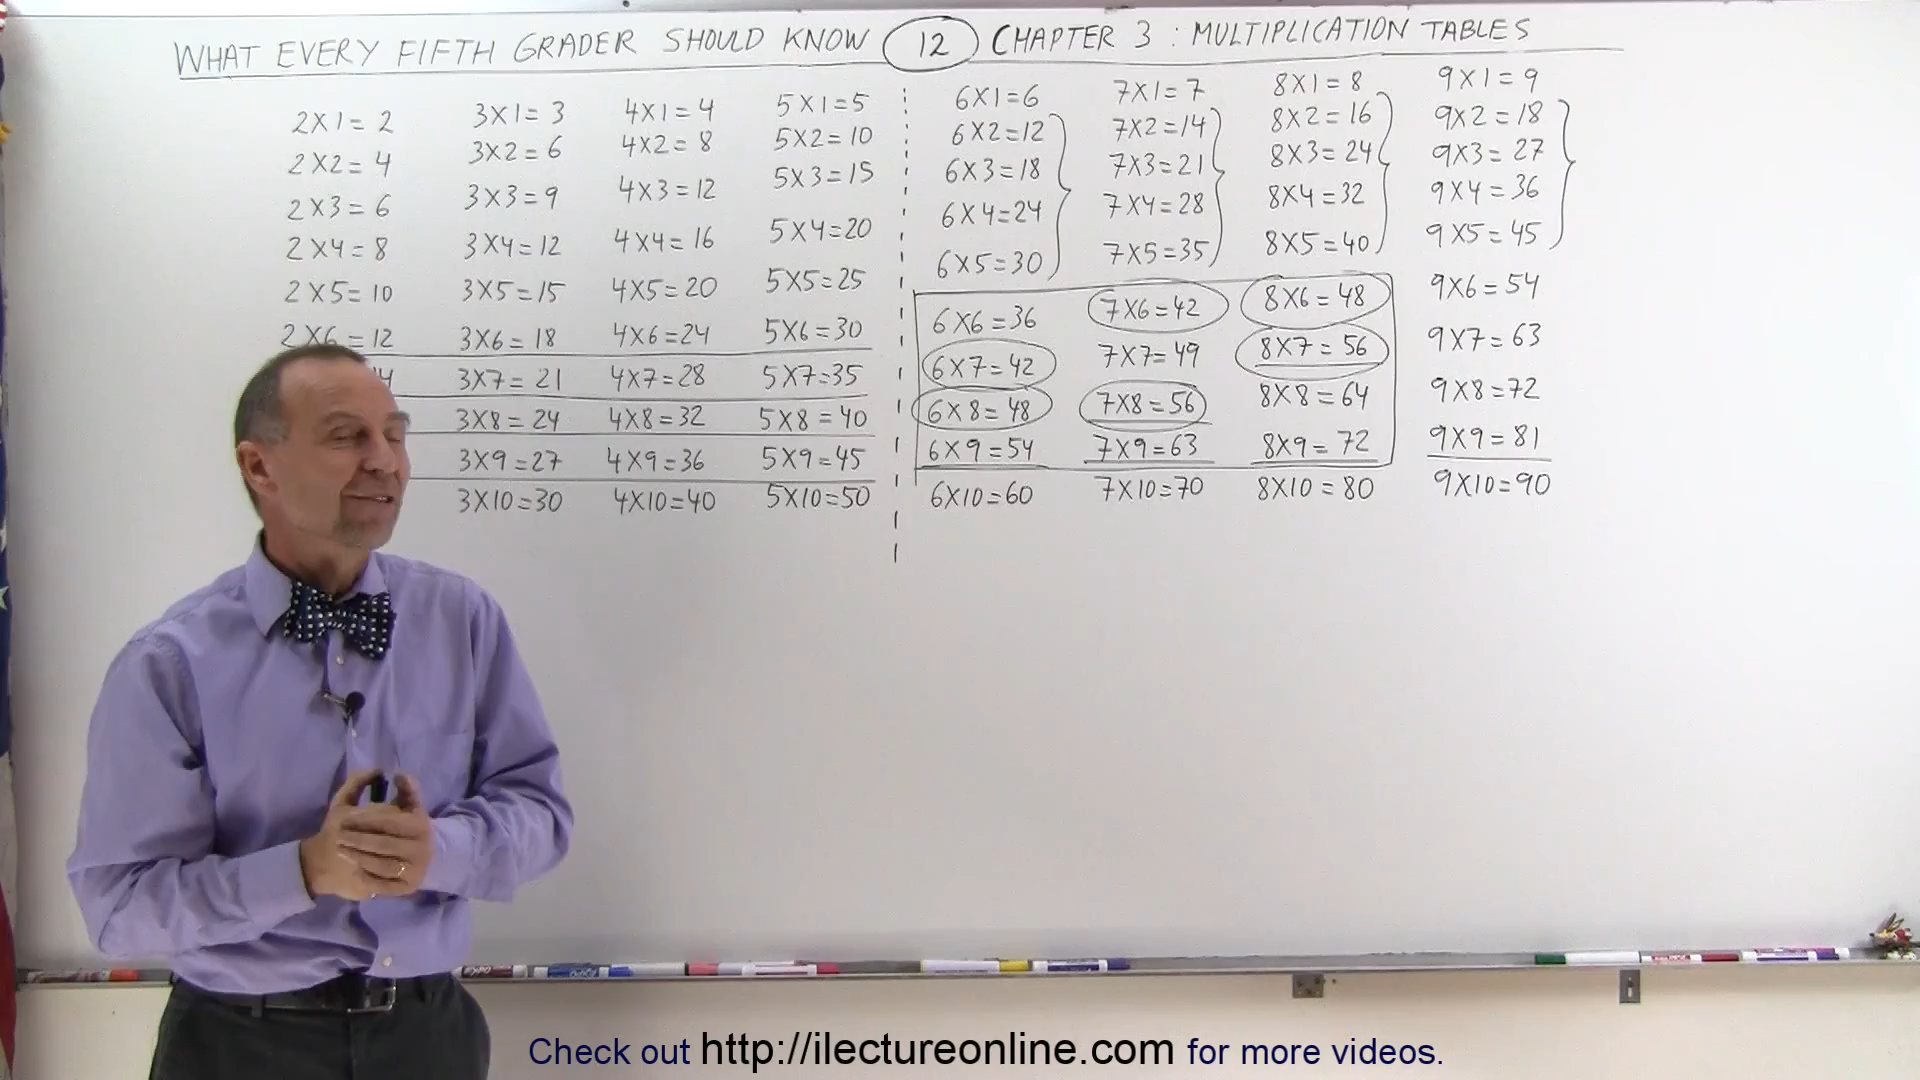 WHAT EVERY FIFTH GRADER SHOULD KNOW 12 CHAPTER 3 : MULTIPLICATION TABLES
2X1=2
2X2=4
2X3=6
2X4=8
2X5=10
2X6=12
3X1=3
3X2=6
3X3=9
3X4=12
3X5=15
3X6=18
3X7=21
3X8=24
3X9=27
3X10=30
4X1=4
4X2=8
4X3=12
4X4=16
4X5=20
4X6=24
4X7=28
4X8=32
4X9=36
4X10=40
5X1=5
5X2=10
5X3=15
5X4=20
5X5=25
5X6=30
5X7=35
5X8=40
5X9=45
5X10=50
6X1=6
6X2=12
6X3=18
6X4=24
6X5=30
6X6=36
6X7=42
6X8=48
6X9=54
6X10=60
7X1=7
7X2=14
7X3=21
7X4=28
7X5=35
7X6=42
7X7=49
7X8=56
7X9=63
7X10=70
8X1=8
8X2=16
8X3=24
8X4=32
8X5=40
8X6=48
8X7=56
8X8=64
8X9=72
8X10=80
9X1=9
9X2=18
9X3=27
9X4=36
9X5=45
9X6=54
9X7=63
9X8=72
9X9=81
9X10=90
Check out http://ilectureonline.com for more videos.